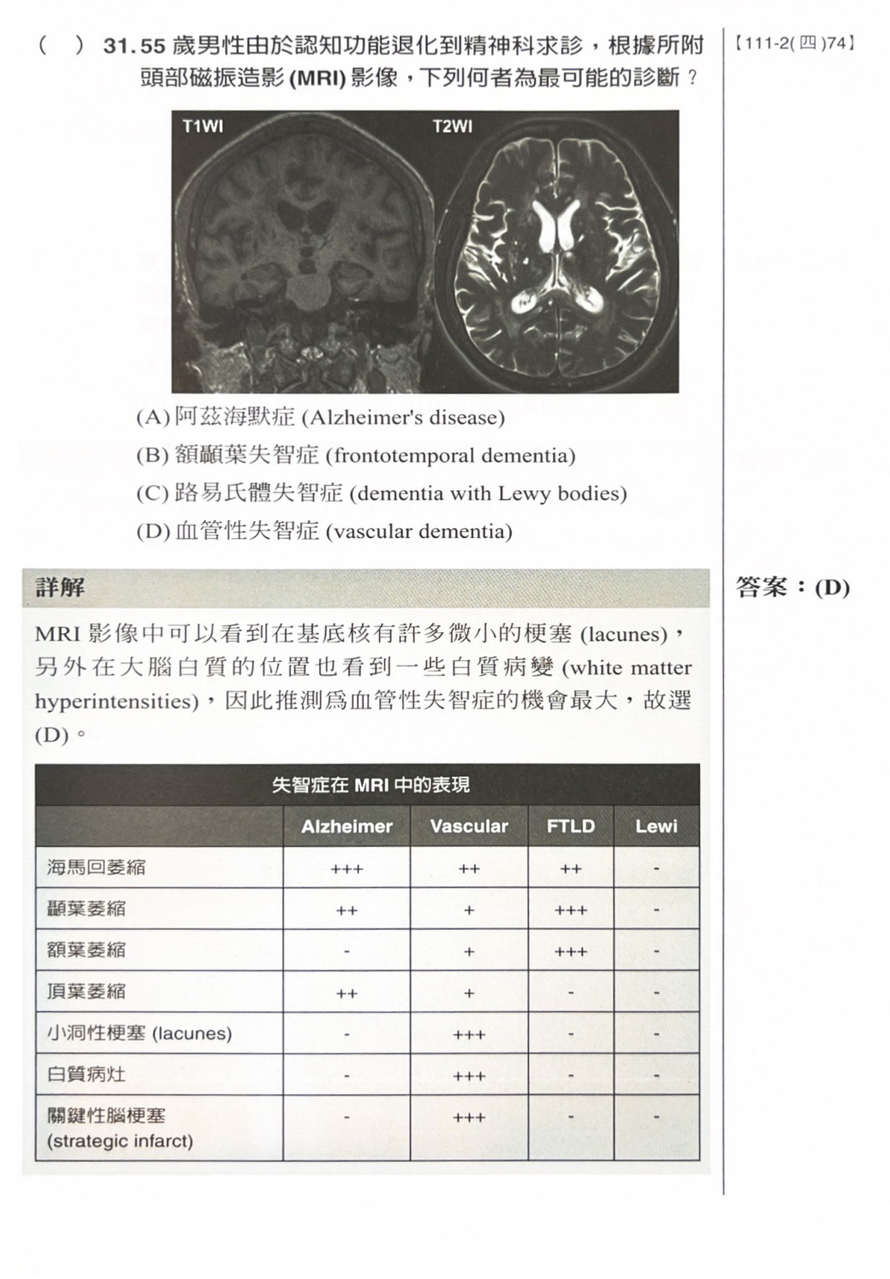 ( ) 31. 55 歲男性由於認知功能退化到精神科求診，根據所附
頭部磁振造影 (MRI) 影像，下列何者為最可能的診斷？
【111-2(四)74】
T1WI
T2WI
(A) 阿茲海默症 (Alzheimer's disease)
(B) 額顳葉失智症 (frontotemporal dementia)
(C) 路易氏體失智症 (dementia with Lewy bodies)
(D) 血管性失智症 (vascular dementia)
詳解
答案：(D)
MRI 影像中可以看到在基底核有許多微小的梗塞 (lacunes)，
另外在大腦白質的位置也看到一些白質病變 (white matter
hyperintensities)，因此推測爲血管性失智症的機會最大，故選
(D)。
失智症在 MRI 中的表現
Alzheimer Vascular FTLD Lewi
海馬回萎縮 +++ ++ ++ -
顳葉萎縮 ++ + +++ -
額葉萎縮 - + +++ -
頂葉萎縮 ++ + - -
小洞性梗塞 (lacunes) - +++ - -
白質病灶 - +++ - -
關鍵性腦梗塞 - +++ - -
(strategic infarct)